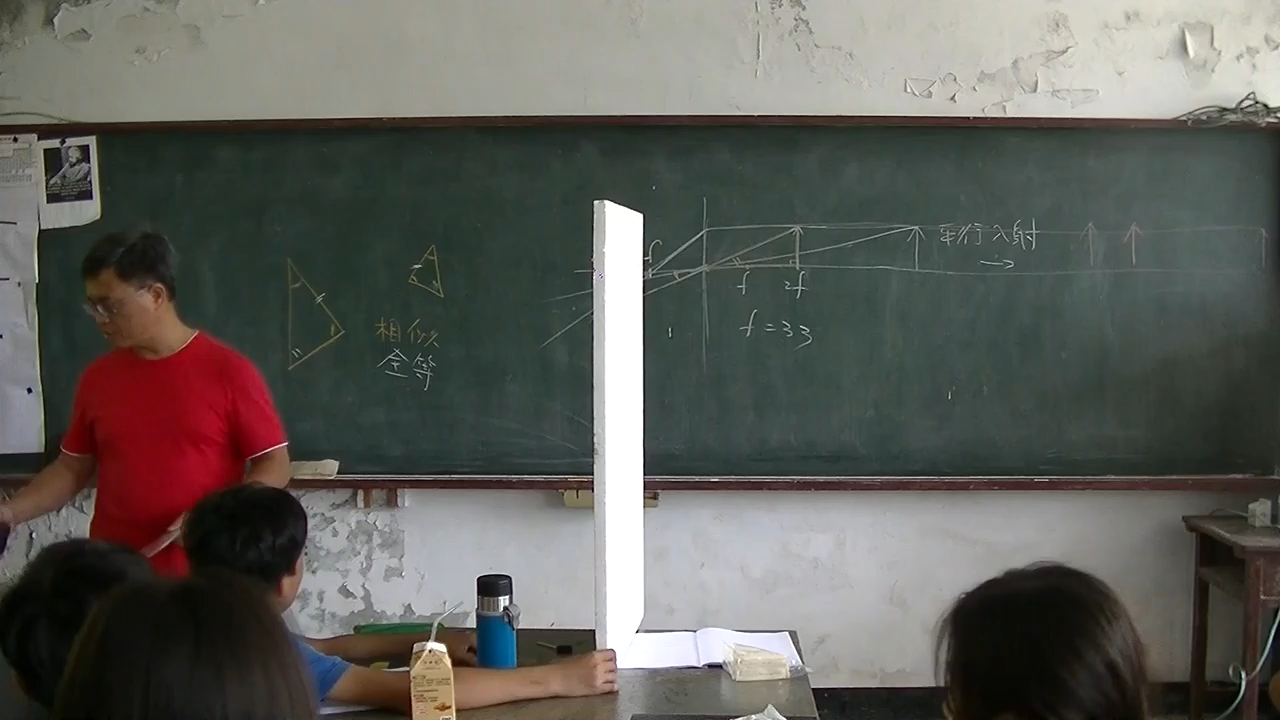 相似
全等
f
平行入射
f 2f
f=33